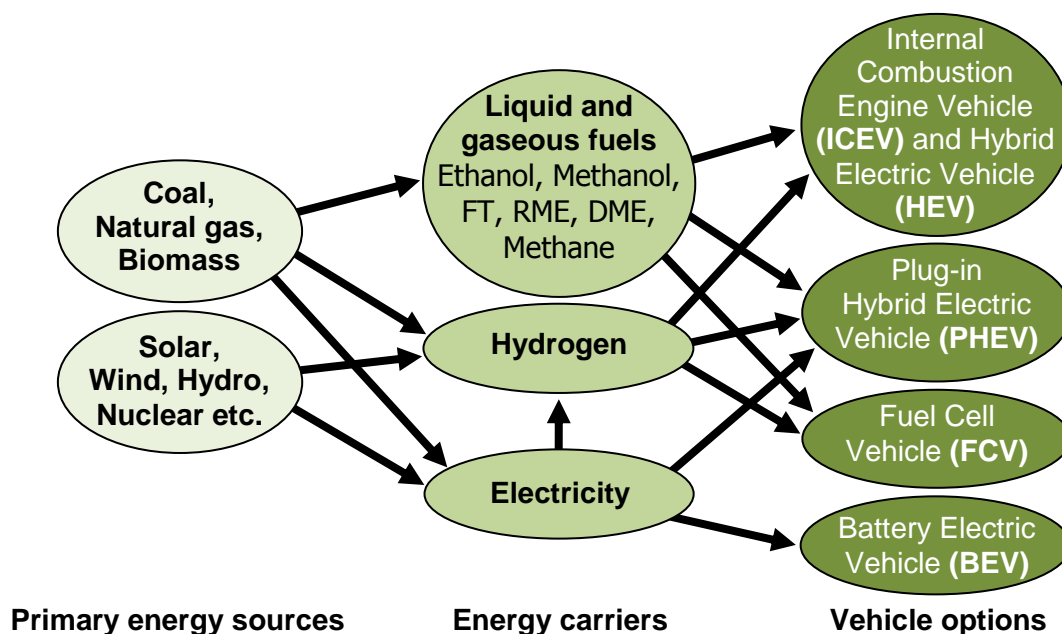 Coal,
Natural gas,
Biomass
Solar,
Wind, Hydro,
Nuclear etc.
Primary energy sources
Liquid and
gaseous fuels
Ethanol, Methanol,
FT, RME, DME,
Methane
Hydrogen
Electricity
Energy carriers
Internal
Combustion
Engine Vehicle
(ICEV) and Hybrid
Electric Vehicle
(HEV)
Plug-in
Hybrid Electric
Vehicle (PHEV)
Fuel Cell
Vehicle (FCV)
Battery Electric
Vehicle (BEV)
Vehicle options